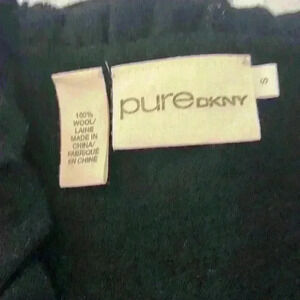 100%
WOOL/
LAINE
MADE IN
CHINA/
FABRIQUÉ
EN CHINE
pureDKNY
S